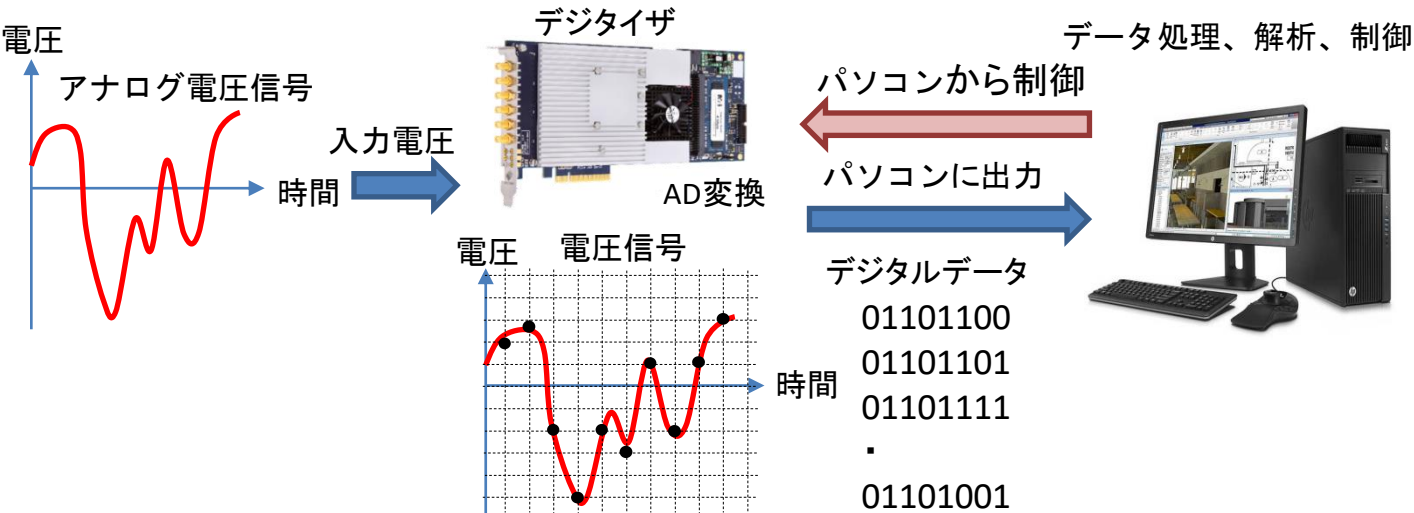 電圧
アナログ電圧信号
時間
入力電圧
デジタイザ
AD変換
電圧
電圧信号
時間
パソコンから制御
パソコンに出力
デジタルデータ
01101100
01101101
01101111
・
01101001
データ処理、解析、制御